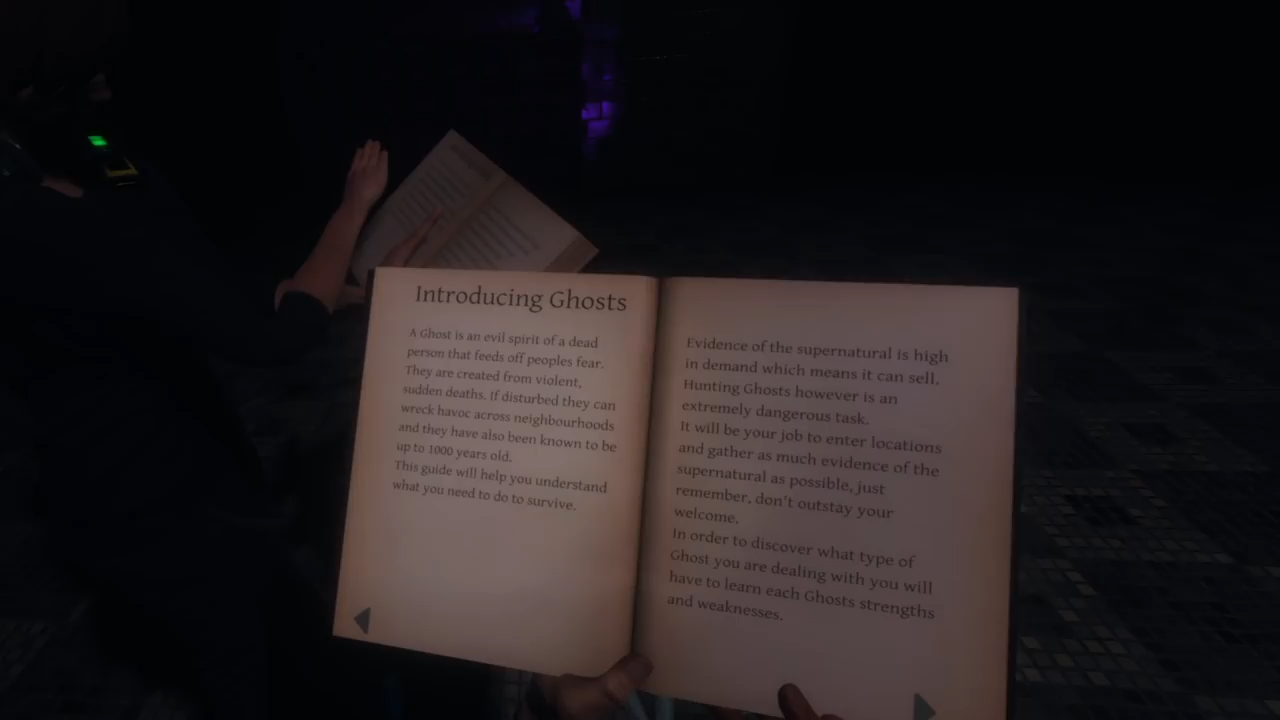 Introducing Ghosts
A Ghost is an evil spirit of a dead
person that feeds off peoples fear.
They are created from violent,
sudden deaths. If disturbed they can
wreck havoc across neighbourhoods
and they have also been known to be
up to 1000 years old.
This guide will help you understand
what you need to do to survive.
Evidence of the supernatural is high
in demand which means it can sell,
Hunting Ghosts however is an
extremely dangerous task.
It will be your job to enter locations
and gather as much evidence of the
supernatural as possible, just
remember, don't outstay your
welcome.
In order to discover what type of
Ghost you are dealing with you will
have to learn each Ghosts strengths
and weaknesses.